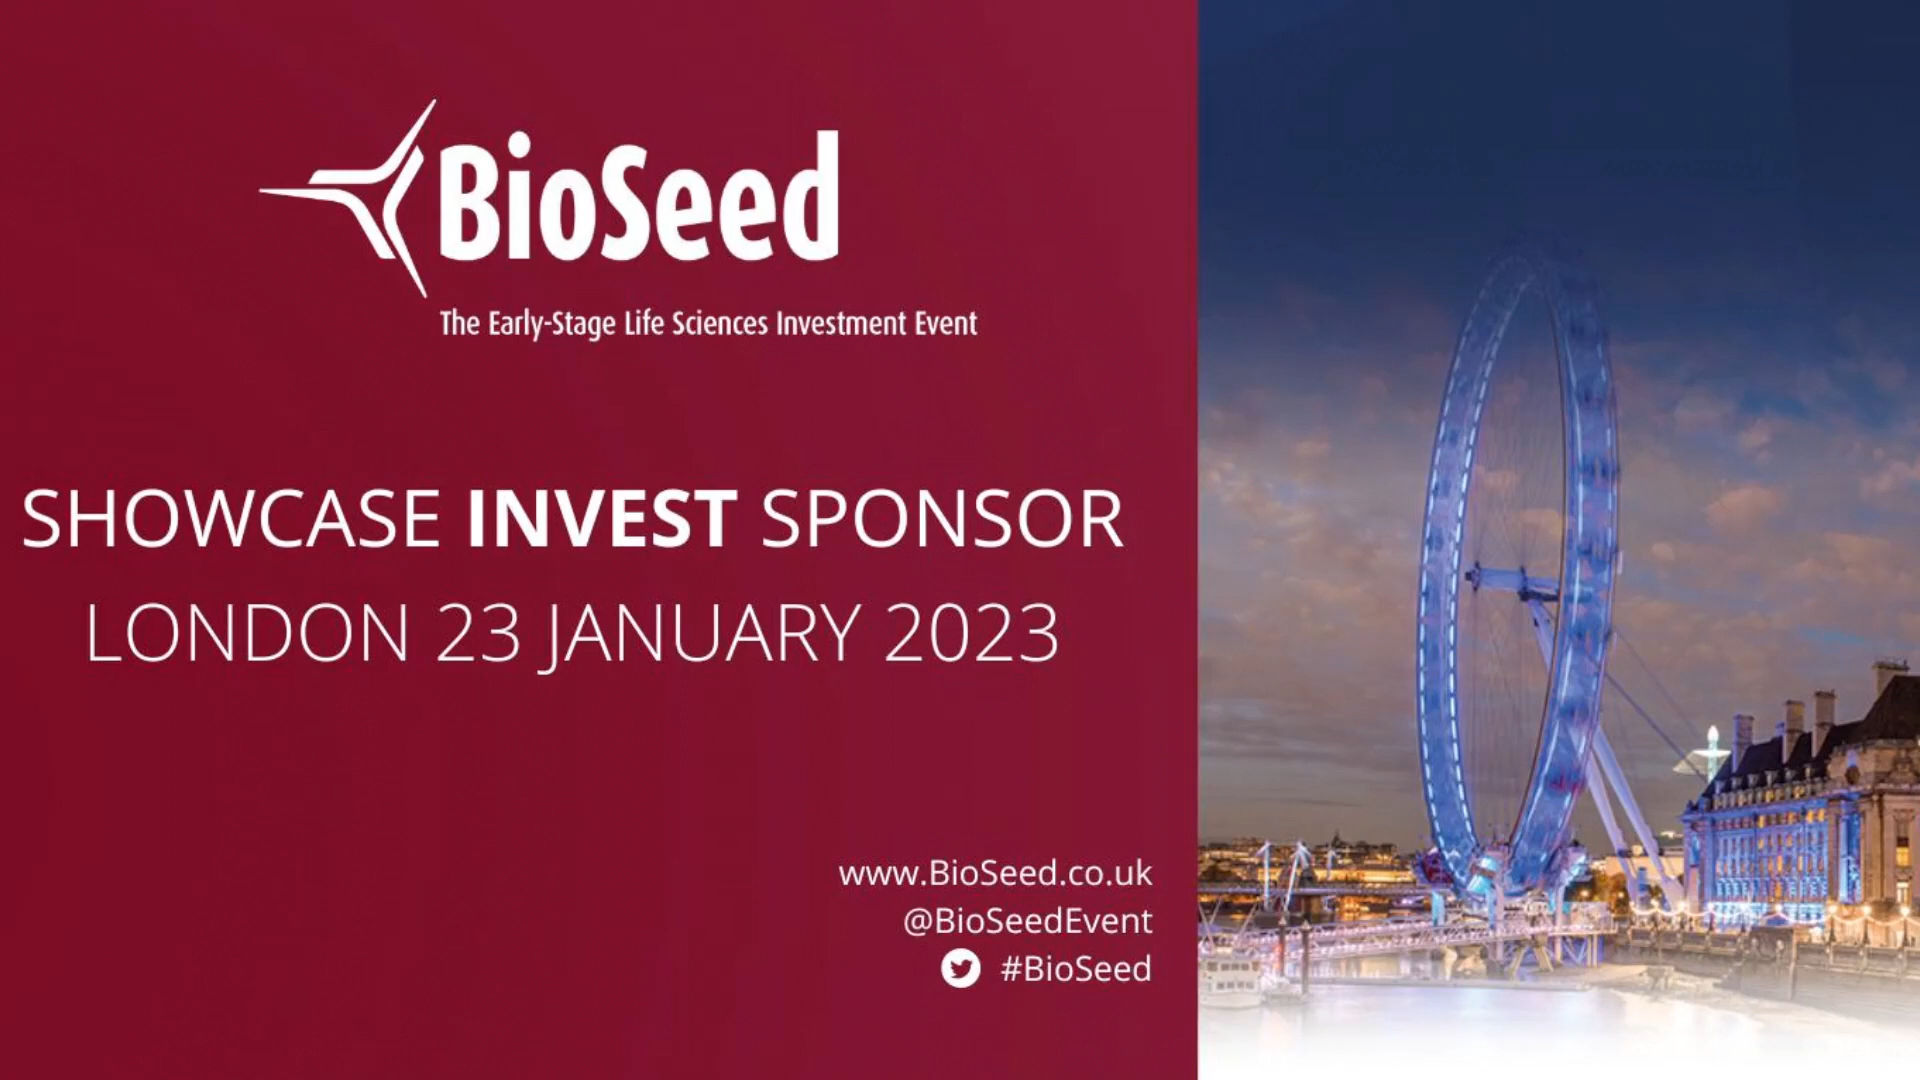 BioSeed
The Early-Stage Life Sciences Investment Event
SHOWCASE INVEST SPONSOR
LONDON 23 JANUARY 2023
www.BioSeed.co.uk
@BioSeedEvent
#BioSeed